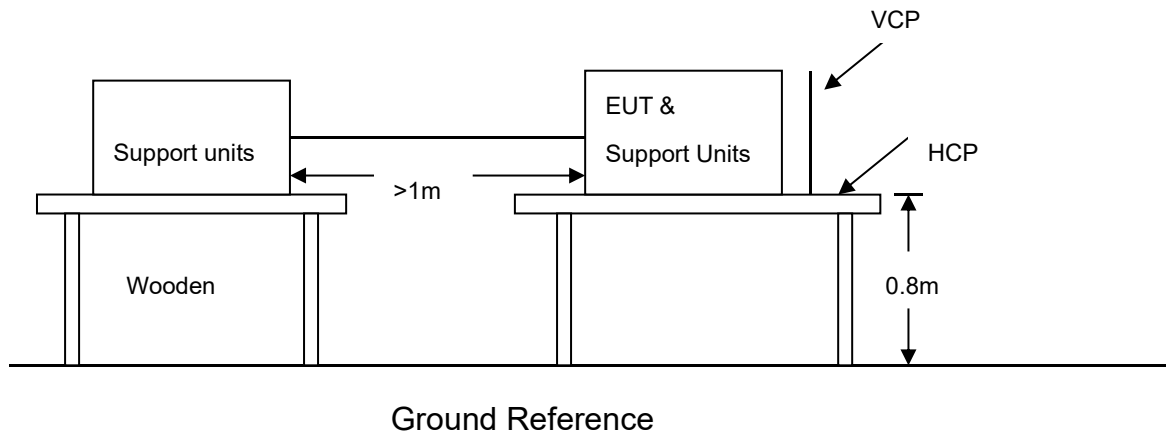 VCP
EUT &
Support units
Support Units
HCP
>1m
Wooden
0.8m
Ground Reference